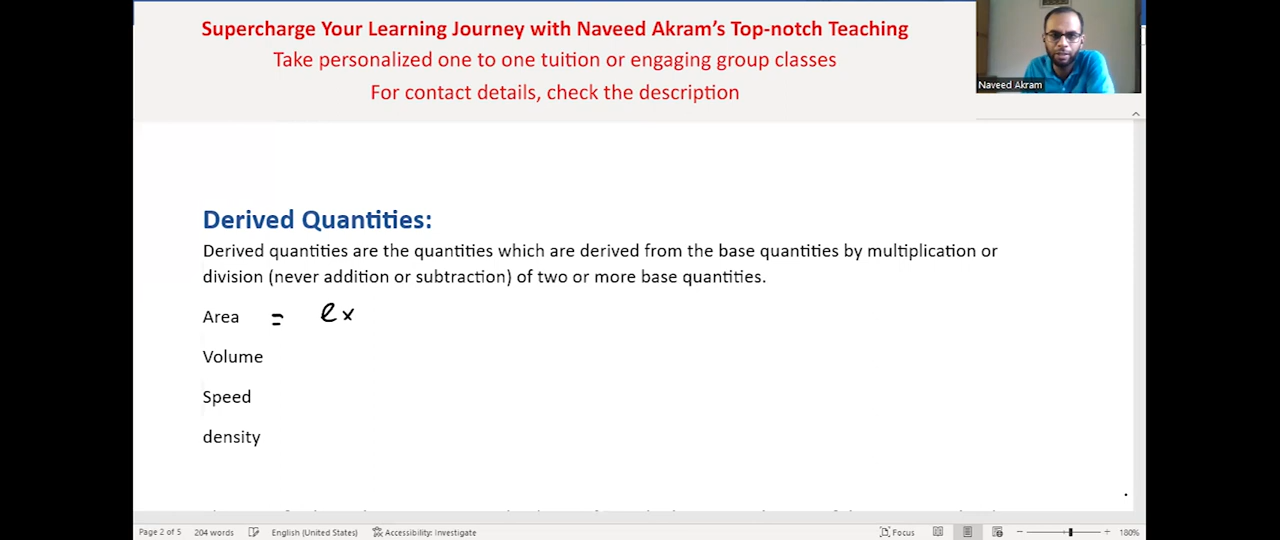 Supercharge Your Learning Journey with Naveed Akram's Top-notch Teaching
Take personalized one to one tuition or engaging group classes
For contact details, check the description
Naveed Akram
Derived Quantities:
Derived quantities are the quantities which are derived from the base quantities by multiplication or
division (never addition or subtraction) of two or more base quantities.
Area = l x
Volume
Speed
density
Page 2 of 5 204 words English (United States) Accessibility: Investigate Focus 180%